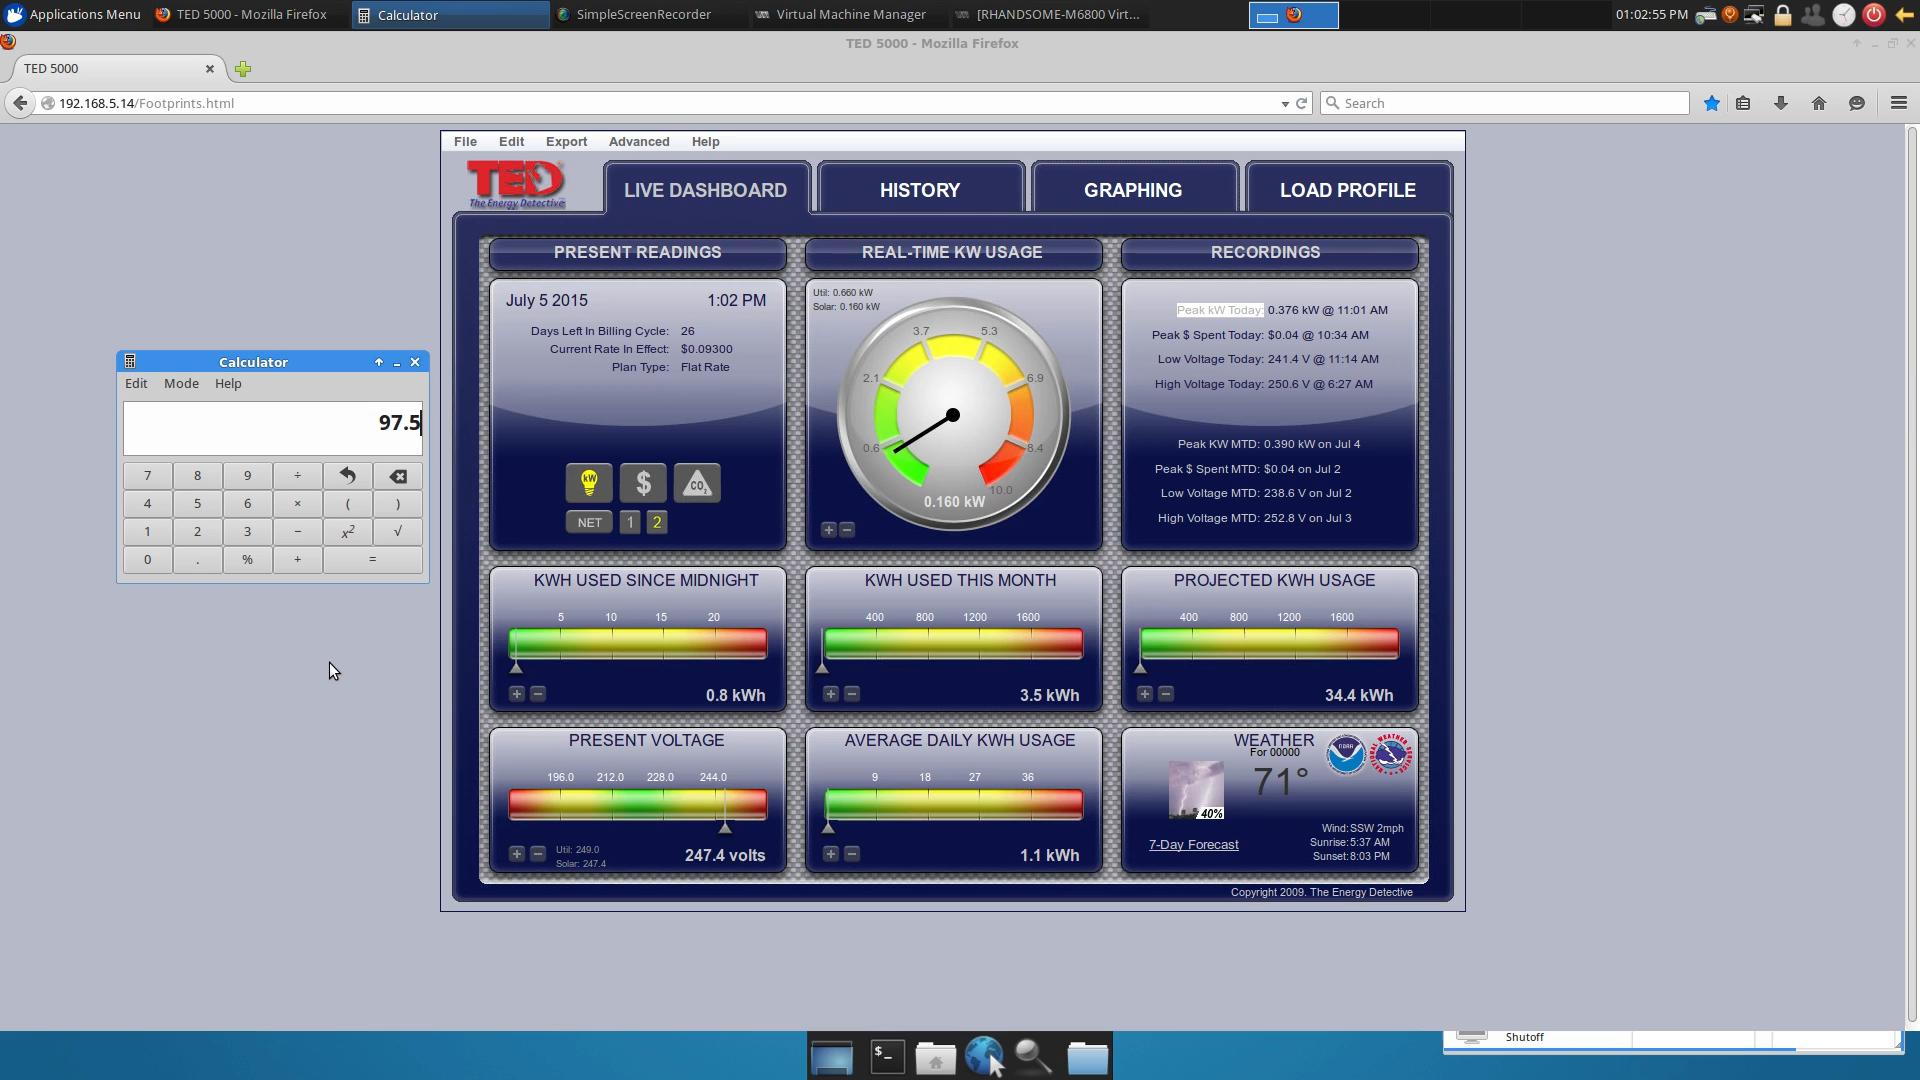 Applications Menu
TED 5000 - Mozilla Firefox
Calculator
SimpleScreenRecorder
Virtual Machine Manager
[RHANDSOME-M6800 Virt...
01:02:55 PM
TED 5000 - Mozilla Firefox
TED 5000
192.168.5.14/Footprints.html
Search
File Edit Export Advanced Help
TED
The Energy Detective
LIVE DASHBOARD
HISTORY
GRAPHING
LOAD PROFILE
PRESENT READINGS
July 5 2015 1:02 PM
Days Left In Billing Cycle: 26
Current Rate In Effect: $0.09300
Plan Type: Flat Rate
kW $ CO2
NET 1 2
REAL-TIME KW USAGE
Util: 0.660 kW
Solar: 0.160 kW
3.7 5.3
2.1 6.9
0.6 8.4
10.0
0.160 kW
+ -
RECORDINGS
Peak kW Today: 0.376 kW @ 11:01 AM
Peak $ Spent Today: $0.04 @ 10:34 AM
Low Voltage Today: 241.4 V @ 11:14 AM
High Voltage Today: 250.6 V @ 6:27 AM
Peak KW MTD: 0.390 kW on Jul 4
Peak $ Spent MTD: $0.04 on Jul 2
Low Voltage MTD: 238.6 V on Jul 2
High Voltage MTD: 252.8 V on Jul 3
Calculator
Edit Mode Help
97.5
7 8 9 ÷
4 5 6 × ( )
1 2 3 − x² √
0 . % + =
KWH USED SINCE MIDNIGHT
5 10 15 20
+ - 0.8 kWh
KWH USED THIS MONTH
400 800 1200 1600
+ - 3.5 kWh
PROJECTED KWH USAGE
400 800 1200 1600
+ - 34.4 kWh
PRESENT VOLTAGE
196.0 212.0 228.0 244.0
Util: 249.0
Solar: 247.4
+ - 247.4 volts
AVERAGE DAILY KWH USAGE
9 18 27 36
+ - 1.1 kWh
WEATHER
For 00000
71°
NOAA
40%
7-Day Forecast
Wind: SSW 2mph
Sunrise: 5:37 AM
Sunset: 8:03 PM
Copyright 2009. The Energy Detective
Shutoff
$_